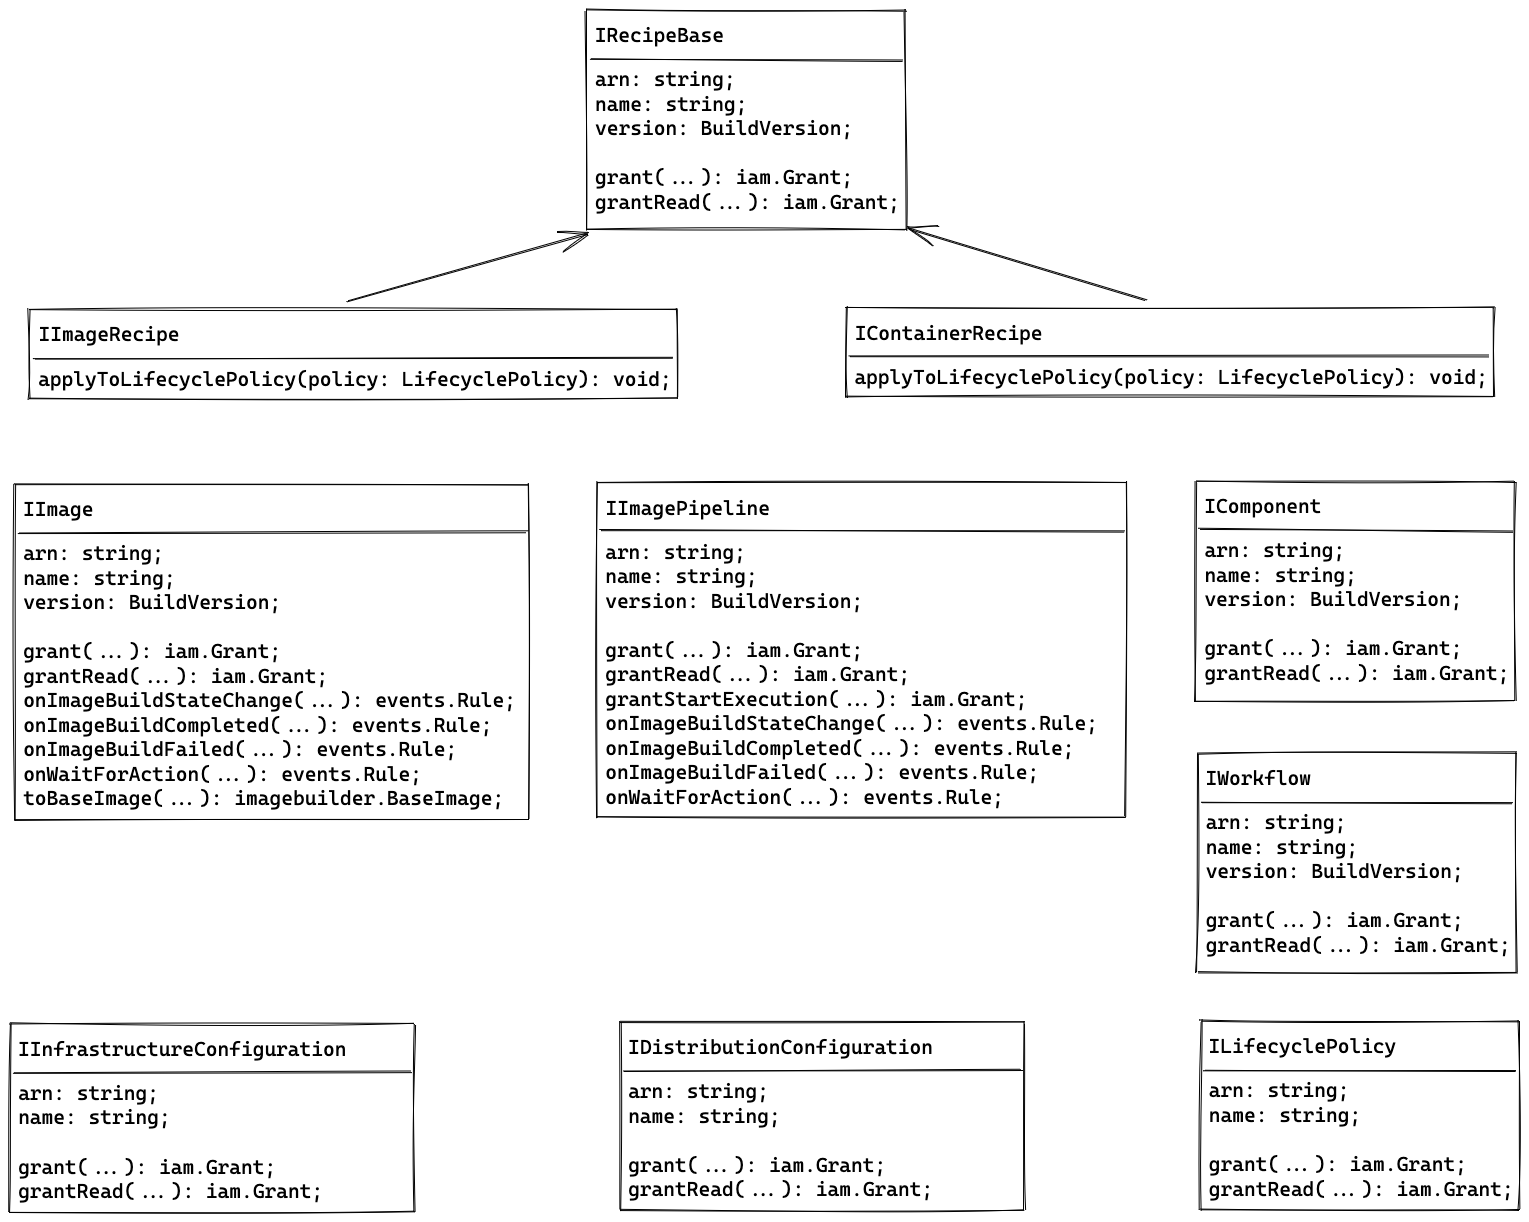 IRecipeBase
arn: string;
name: string;
version: BuildVersion;
grant(...): iam.Grant;
grantRead(...): iam.Grant;
IImageRecipe
applyToLifecyclePolicy(policy: LifecyclePolicy): void;
IContainerRecipe
applyToLifecyclePolicy(policy: LifecyclePolicy): void;
IImage
arn: string;
name: string;
version: BuildVersion;
grant(...): iam.Grant;
grantRead(...): iam.Grant;
onImageBuildStateChange(...): events.Rule;
onImageBuildCompleted(...): events.Rule;
onImageBuildFailed(...): events.Rule;
onWaitForAction(...): events.Rule;
toBaseImage(...): imagebuilder.BaseImage;
IImagePipeline
arn: string;
name: string;
version: BuildVersion;
grant(...): iam.Grant;
grantRead(...): iam.Grant;
grantStartExecution(...): iam.Grant;
onImageBuildStateChange(...): events.Rule;
onImageBuildCompleted(...): events.Rule;
onImageBuildFailed(...): events.Rule;
onWaitForAction(...): events.Rule;
IComponent
arn: string;
name: string;
version: BuildVersion;
grant(...): iam.Grant;
grantRead(...): iam.Grant;
IWorkflow
arn: string;
name: string;
version: BuildVersion;
grant(...): iam.Grant;
grantRead(...): iam.Grant;
IInfrastructureConfiguration
arn: string;
name: string;
grant(...): iam.Grant;
grantRead(...): iam.Grant;
IDistributionConfiguration
arn: string;
name: string;
grant(...): iam.Grant;
grantRead(...): iam.Grant;
ILifecyclePolicy
arn: string;
name: string;
grant(...): iam.Grant;
grantRead(...): iam.Grant;